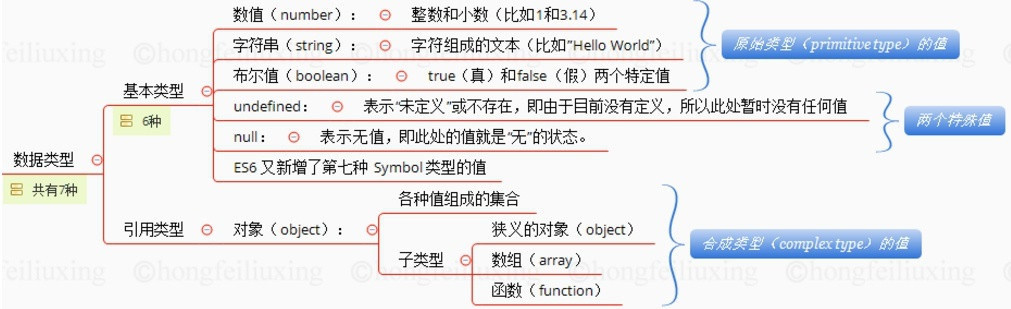 数值（number）： 整数和小数（比如1和3.14）
字符串（string）： 字符组成的文本（比如"Hello World"）
原始类型（primitive type）的值
布尔值（boolean）： true（真）和false（假）两个特定值
基本类型
6种
undefined： 表示"未定义"或不存在，即由于目前没有定义，所以此处暂时没有任何值
两个特殊值
null： 表示无值，即此处的值就是"无"的状态。
数据类型
共有7种
ES6 又新增了第七种 Symbol 类型的值
各种值组成的集合
引用类型 对象（object）：
狭义的对象（object）
合成类型（complex type）的值
子类型
数组（array）
函数（function）
feiliuxing ©hongfeiliuxing ©hongfeiliuxing ©hongfeiliuxing ©hongfeiliuxing ©hongfeiliuxing
feiliuxing ©hongfeiliuxing ©hongfeiliuxing ©hongfeiliuxing ©hongfeiliuxing ©hongfeiliuxing